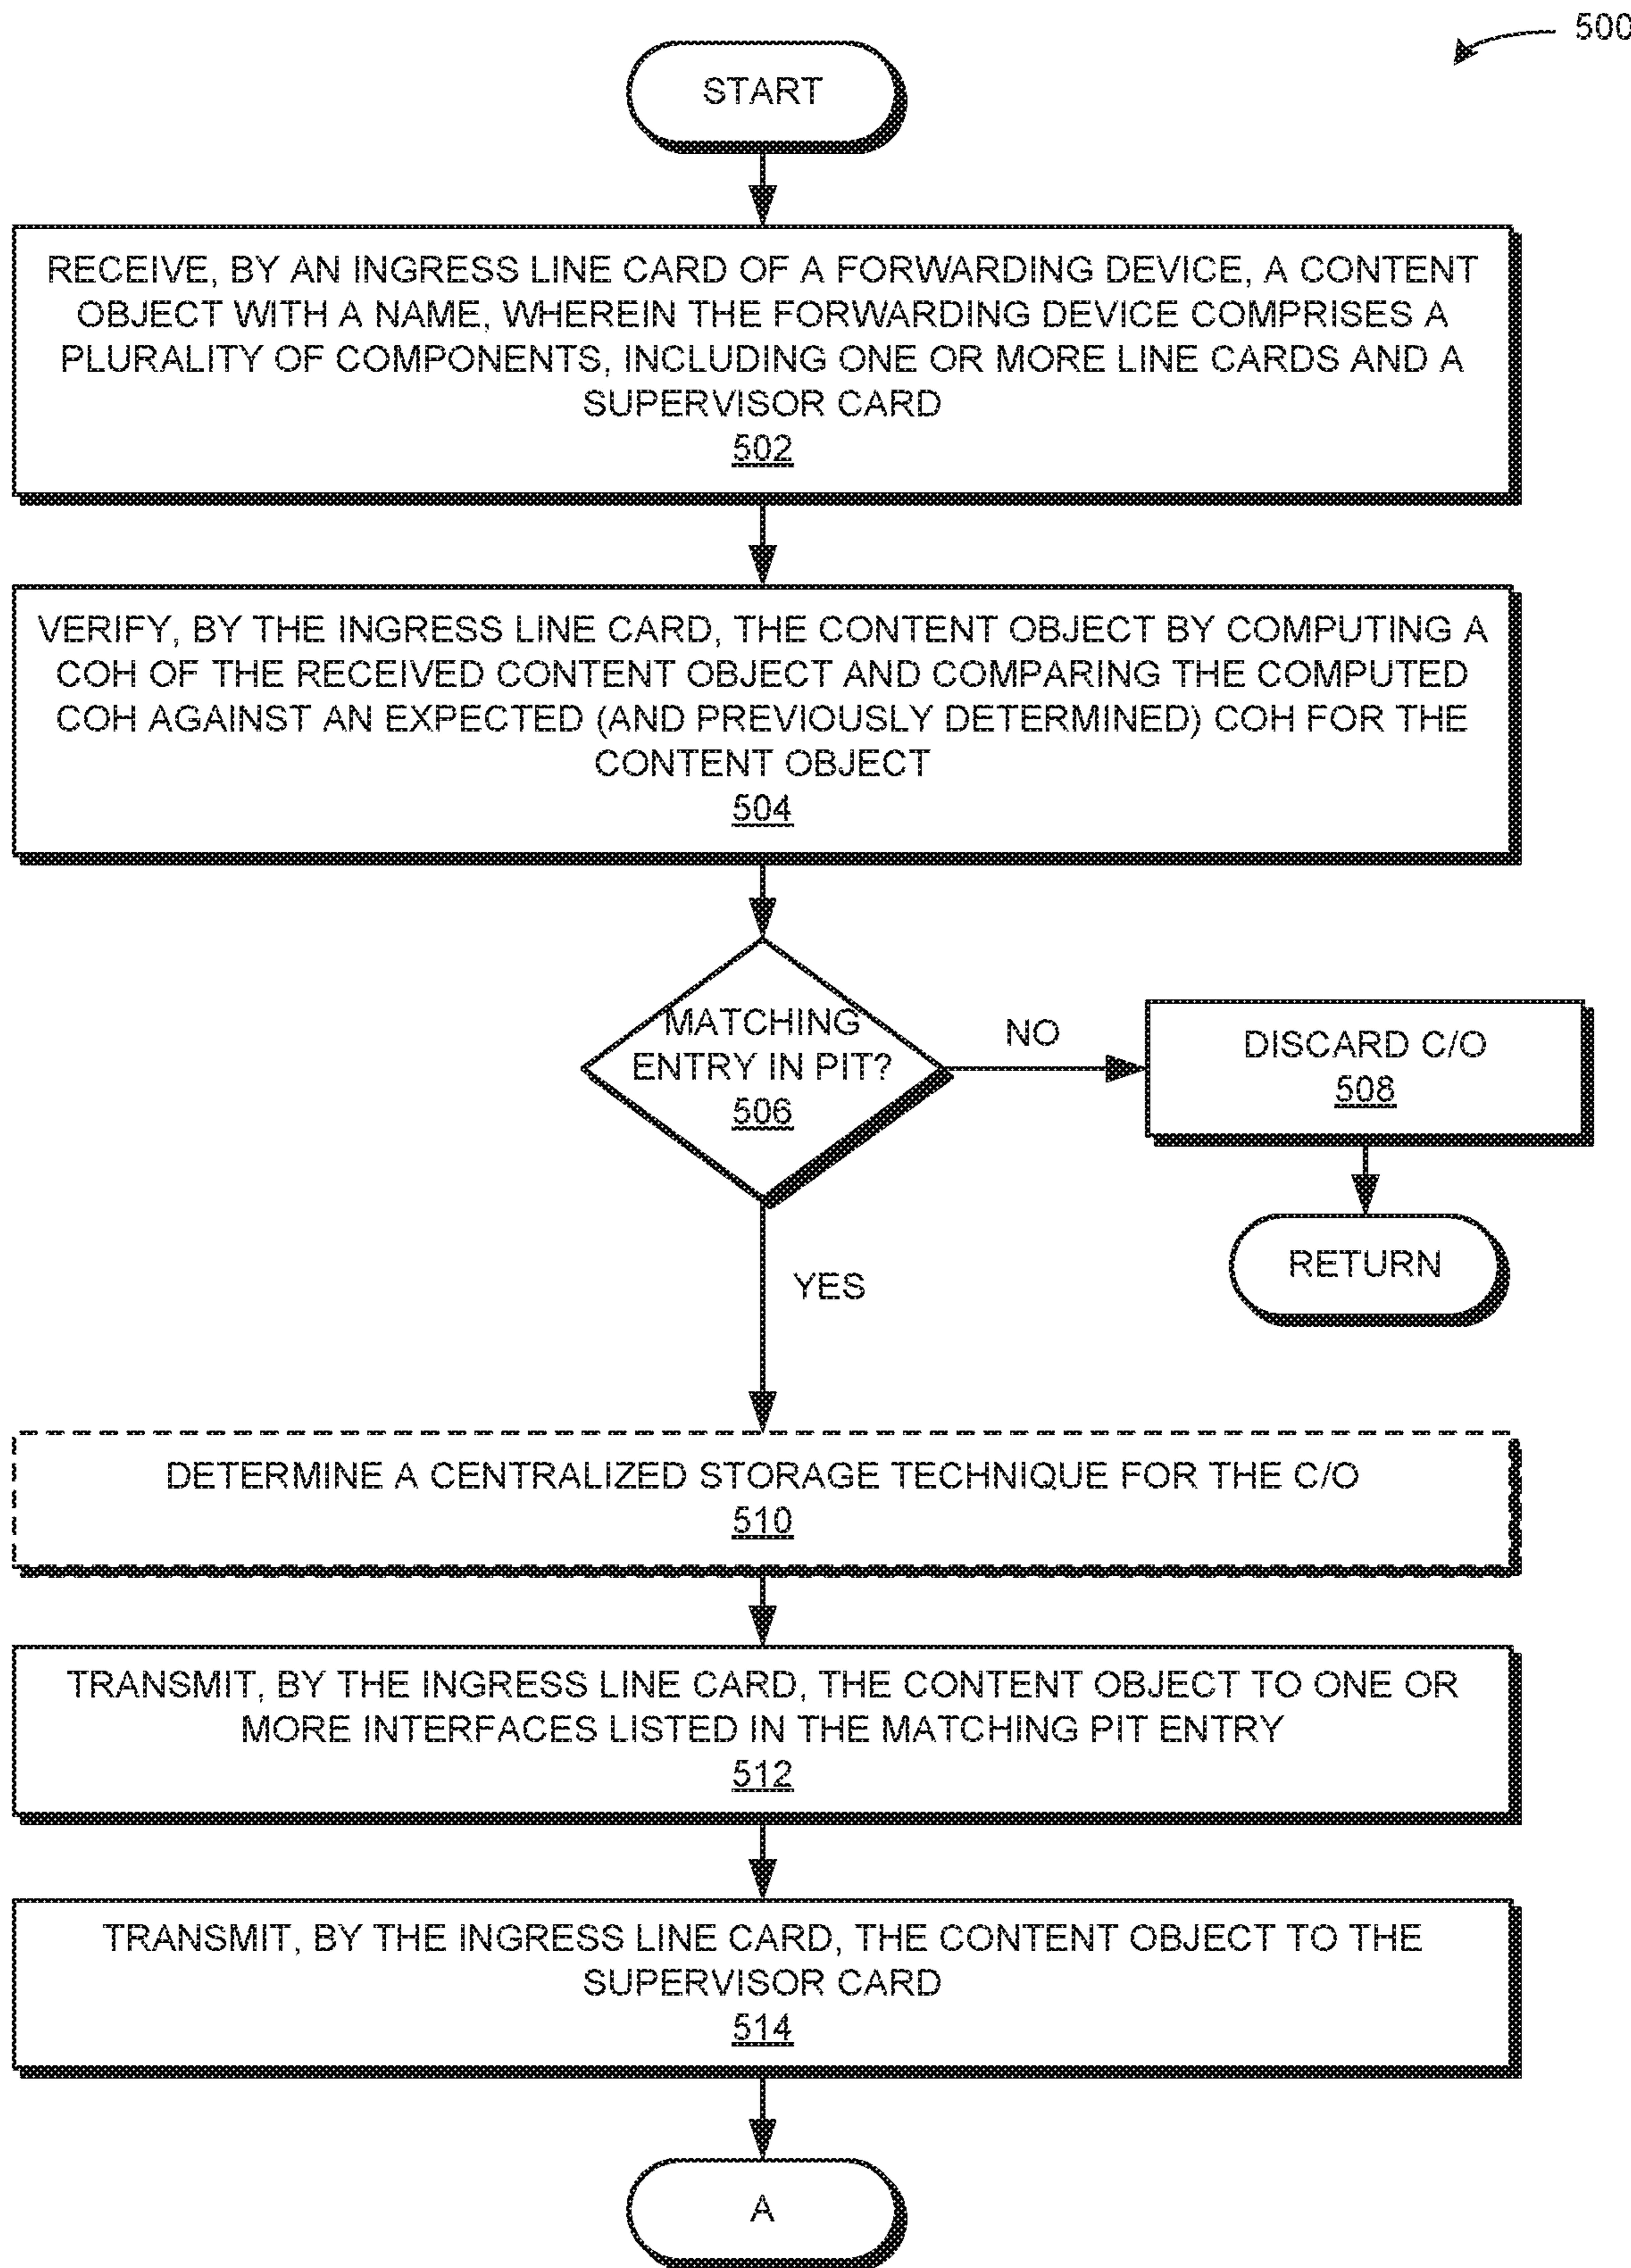 500
START
RECEIVE, BY AN INGRESS LINE CARD OF A FORWARDING DEVICE, A CONTENT
OBJECT WITH A NAME, WHEREIN THE FORWARDING DEVICE COMPRISES A
PLURALITY OF COMPONENTS, INCLUDING ONE OR MORE LINE CARDS AND A
SUPERVISOR CARD
502
VERIFY, BY THE INGRESS LINE CARD, THE CONTENT OBJECT BY COMPUTING A
COH OF THE RECEIVED CONTENT OBJECT AND COMPARING THE COMPUTED
COH AGAINST AN EXPECTED (AND PREVIOUSLY DETERMINED) COH FOR THE
CONTENT OBJECT
504
MATCHING
ENTRY IN PIT?
506
NO
DISCARD C/O
508
RETURN
YES
DETERMINE A CENTRALIZED STORAGE TECHNIQUE FOR THE C/O
510
TRANSMIT, BY THE INGRESS LINE CARD, THE CONTENT OBJECT TO ONE OR
MORE INTERFACES LISTED IN THE MATCHING PIT ENTRY
512
TRANSMIT, BY THE INGRESS LINE CARD, THE CONTENT OBJECT TO THE
SUPERVISOR CARD
514
A